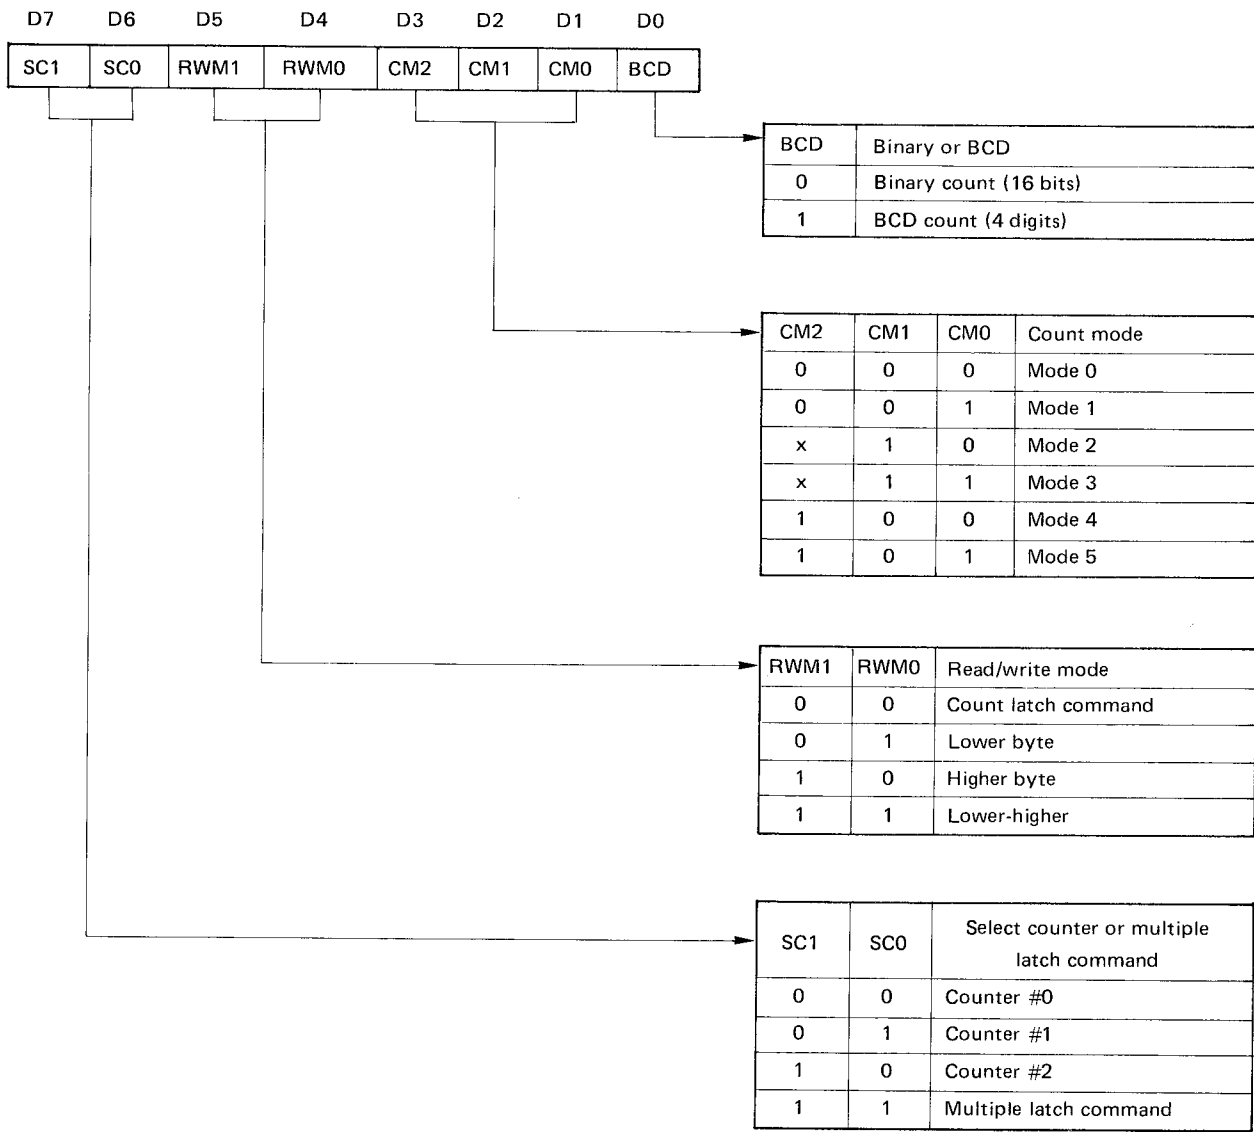 D7 D6 D5 D4 D3 D2 D1 D0
SC1 SC0 RWM1 RWM0 CM2 CM1 CM0 BCD
BCD Binary or BCD
0 Binary count (16 bits)
1 BCD count (4 digits)
CM2 CM1 CM0 Count mode
0 0 0 Mode 0
0 0 1 Mode 1
x 1 0 Mode 2
x 1 1 Mode 3
1 0 0 Mode 4
1 0 1 Mode 5
RWM1 RWM0 Read/write mode
0 0 Count latch command
0 1 Lower byte
1 0 Higher byte
1 1 Lower-higher
SC1 SC0 Select counter or multiple
latch command
0 0 Counter #0
0 1 Counter #1
1 0 Counter #2
1 1 Multiple latch command